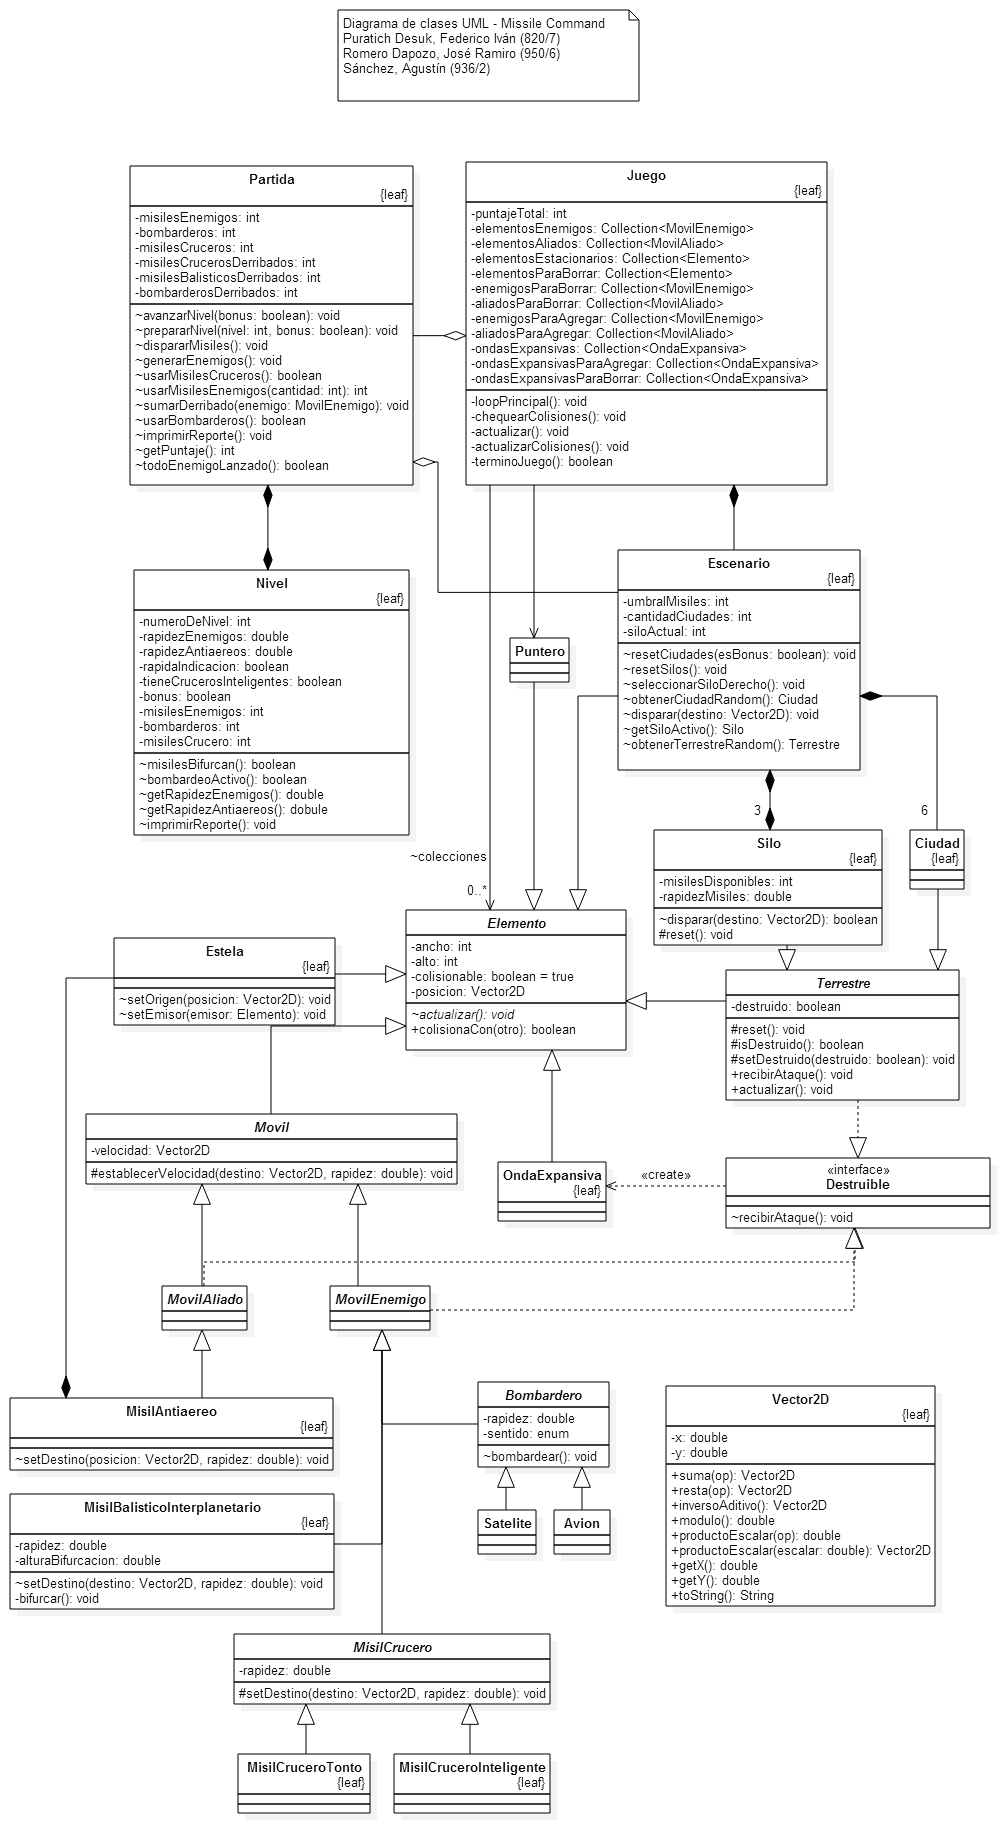 Diagrama de clases UML - Missile Command
Puratich Desuk, Federico Iván (820/7)
Romero Dapozo, José Ramiro (950/6)
Sánchez, Agustín (936/2)
Partida
{leaf}
-misilesEnemigos: int
-bombarderos: int
-misilesCruceros: int
-misilesCrucerosDerribados: int
-misilesBalisticosDerribados: int
-bombarderosDerribados: int
~avanzarNivel(bonus: boolean): void
~prepararNivel(nivel: int, bonus: boolean): void
~dispararMisiles(): void
~generarEnemigos(): void
~usarMisilesCruceros(): boolean
~usarMisilesEnemigos(cantidad: int): int
~sumarDerribado(enemigo: MovilEnemigo): void
~usarBombarderos(): boolean
~imprimirReporte(): void
~getPuntaje(): int
~todoEnemigoLanzado(): boolean
Juego
{leaf}
-puntajeTotal: int
-elementosEnemigos: Collection<MovilEnemigo>
-elementosAliados: Collection<MovilAliado>
-elementosEstacionarios: Collection<Elemento>
-elementosParaBorrar: Collection<Elemento>
-enemigosParaBorrar: Collection<MovilEnemigo>
-aliadosParaBorrar: Collection<MovilAliado>
-enemigosParaAgregar: Collection<MovilEnemigo>
-aliadosParaAgregar: Collection<MovilAliado>
-ondasExpansivas: Collection<OndaExpansiva>
-ondasExpansivasParaAgregar: Collection<OndaExpansiva>
-ondasExpansivasParaBorrar: Collection<OndaExpansiva>
-loopPrincipal(): void
-chequearColisiones(): void
-actualizar(): void
-actualizarColisiones(): void
-terminoJuego(): boolean
Nivel
{leaf}
-numeroDeNivel: int
-rapidezEnemigos: double
-rapidezAntiaereos: double
-rapidaIndicacion: boolean
-tieneCrucerosInteligentes: boolean
-bonus: boolean
-misilesEnemigos: int
-bombarderos: int
-misilesCrucero: int
~misilesBifurcan(): boolean
~bombardeoActivo(): boolean
~getRapidezEnemigos(): double
~getRapidezAntiaereos(): dobule
~imprimirReporte(): void
Escenario
{leaf}
-umbralMisiles: int
-cantidadCiudades: int
-siloActual: int
~resetCiudades(esBonus: boolean): void
~resetSilos(): void
~seleccionarSiloDerecho(): void
~obtenerCiudadRandom(): Ciudad
~disparar(destino: Vector2D): void
~getSiloActivo(): Silo
~obtenerTerrestreRandom(): Terrestre
Puntero
3
6
Silo
{leaf}
-misilesDisponibles: int
-rapidezMisiles: double
~disparar(destino: Vector2D): boolean
#reset(): void
Ciudad
{leaf}
~colecciones
0..*
Elemento
-ancho: int
-alto: int
-colisionable: boolean = true
-posicion: Vector2D
~actualizar(): void
+colisionaCon(otro): boolean
Estela
{leaf}
~setOrigen(posicion: Vector2D): void
~setEmisor(emisor: Elemento): void
Terrestre
-destruido: boolean
#reset(): void
#isDestruido(): boolean
#setDestruido(destruido: boolean): void
+recibirAtaque(): void
+actualizar(): void
Movil
-velocidad: Vector2D
#establecerVelocidad(destino: Vector2D, rapidez: double): void
OndaExpansiva
{leaf}
«create»
«interface»
Destruible
~recibirAtaque(): void
MovilAliado
MovilEnemigo
MisilAntiaereo
{leaf}
~setDestino(posicion: Vector2D, rapidez: double): void
Bombardero
-rapidez: double
-sentido: enum
~bombardear(): void
Satelite
Avion
Vector2D
{leaf}
-x: double
-y: double
+suma(op): Vector2D
+resta(op): Vector2D
+inversoAditivo(): Vector2D
+modulo(): double
+productoEscalar(op): double
+productoEscalar(escalar: double): Vector2D
+getX(): double
+getY(): double
+toString(): String
MisilBalisticoInterplanetario
{leaf}
-rapidez: double
-alturaBifurcacion: double
~setDestino(destino: Vector2D, rapidez: double): void
-bifurcar(): void
MisilCrucero
-rapidez: double
#setDestino(destino: Vector2D, rapidez: double): void
MisilCruceroTonto
{leaf}
MisilCruceroInteligente
{leaf}